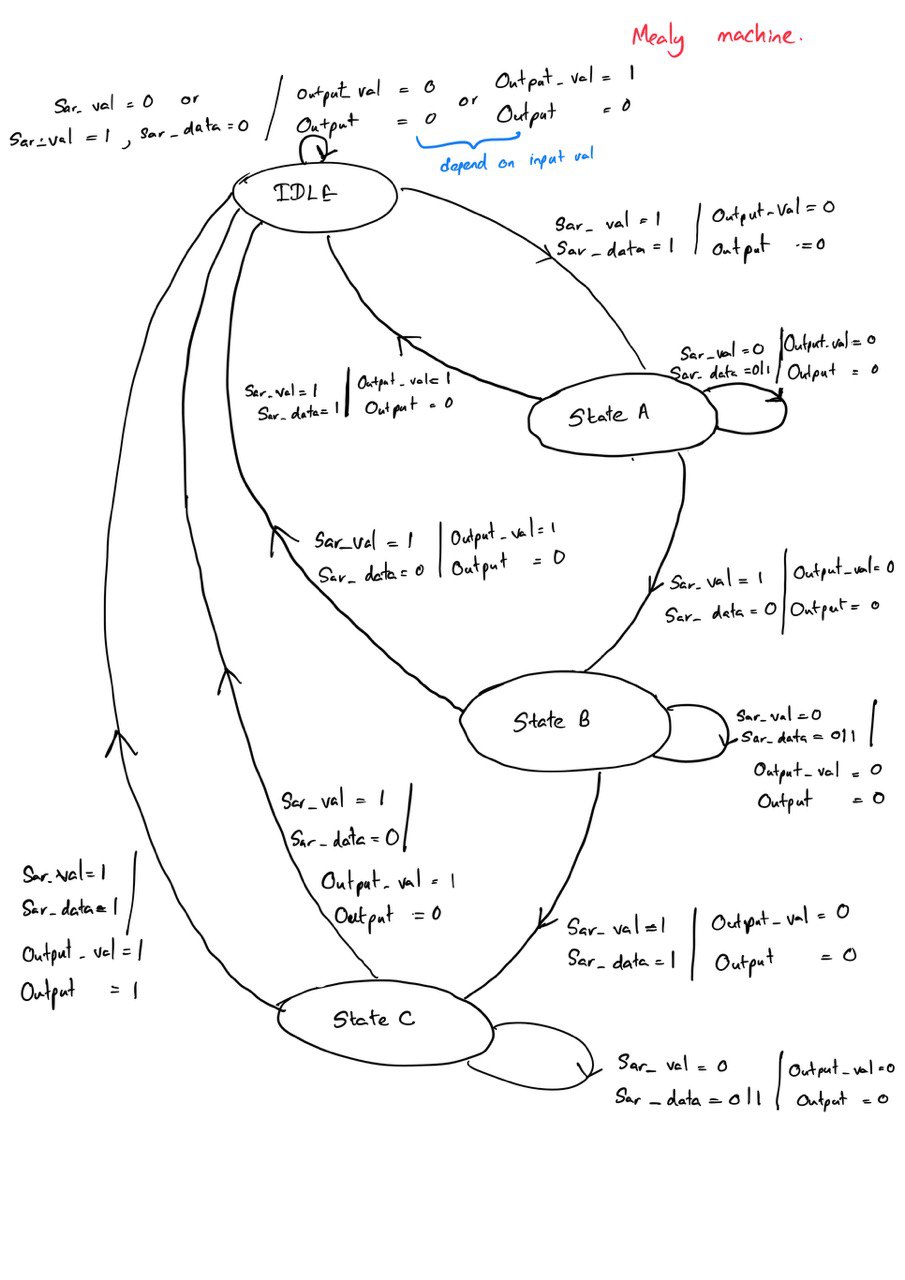 Mealy machine.
Sar_val = 0 or
Sar_val = 1, Sar_data = 0
Output_val = 0
Output = 0
or
Output_val = 1
Output = 0
depend on input val
IDLE
Sar_val = 1
Sar_data = 1
Output_val = 0
Output = 0
Sar_val = 0
Sar_data = 0|1
Output_val = 0
Output = 0
Sar_val = 1
Sar_data = 1
Output_val = 1
Output = 0
State A
Sar_val = 1
Sar_data = 0
Output_val = 1
Output = 0
Sar_val = 1
Sar_data = 0
Output_val = 0
Output = 0
State B
Sar_val = 0
Sar_data = 0|1
Output_val = 0
Output = 0
Sar_val = 1
Sar_data = 0
Output_val = 1
Output = 0
Sar_val = 1
Sar_data = 1
Output_val = 1
Output = 1
Sar_val = 1
Sar_data = 1
Output_val = 0
Output = 0
State C
Sar_val = 0
Sar_data = 0|1
Output_val = 0
Output = 0